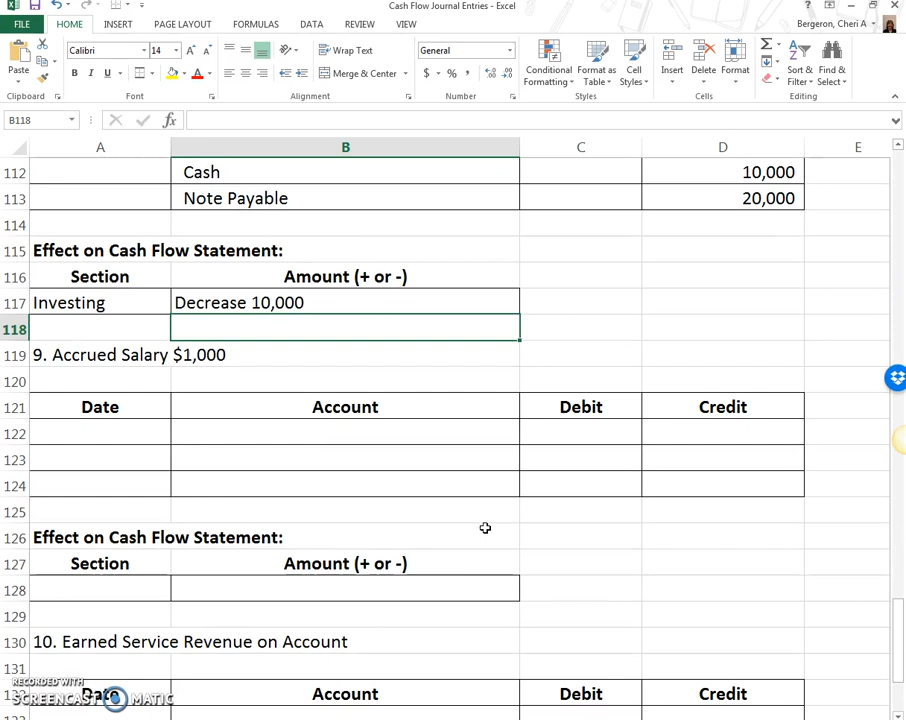 Cash Flow Journal Entries - Excel
FILE HOME INSERT PAGE LAYOUT FORMULAS DATA REVIEW VIEW Bergeron, Cheri A
Calibri 14 Wrap Text General
Paste B I U Merge & Center $ % , Conditional Formatting Format as Table Cell Styles Insert Delete Format Sort & Filter Find & Select
Clipboard Font Alignment Number Styles Cells Editing
B118 fx
A B C D E
112 Cash 10,000
113 Note Payable 20,000
114
115 Effect on Cash Flow Statement:
116 Section Amount (+ or -)
117 Investing Decrease 10,000
118
119 9. Accrued Salary $1,000
120
121 Date Account Debit Credit
122
123
124
125
126 Effect on Cash Flow Statement:
127 Section Amount (+ or -)
128
129
130 10. Earned Service Revenue on Account
131
RECORDED WITH
132 Date Account Debit Credit
SCREENCAST MATIC
133